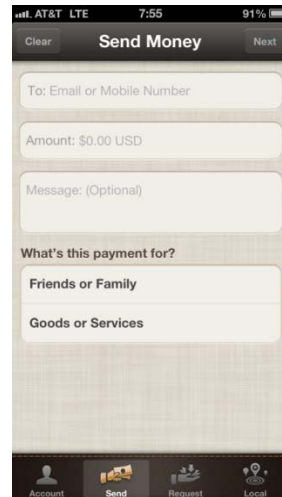 AT&T LTE 7:55 91%
Clear Send Money Next
To: Email or Mobile Number
Amount: $0.00 USD
Message: (Optional)
What's this payment for?
Friends or Family
Goods or Services
Account Send Request Local